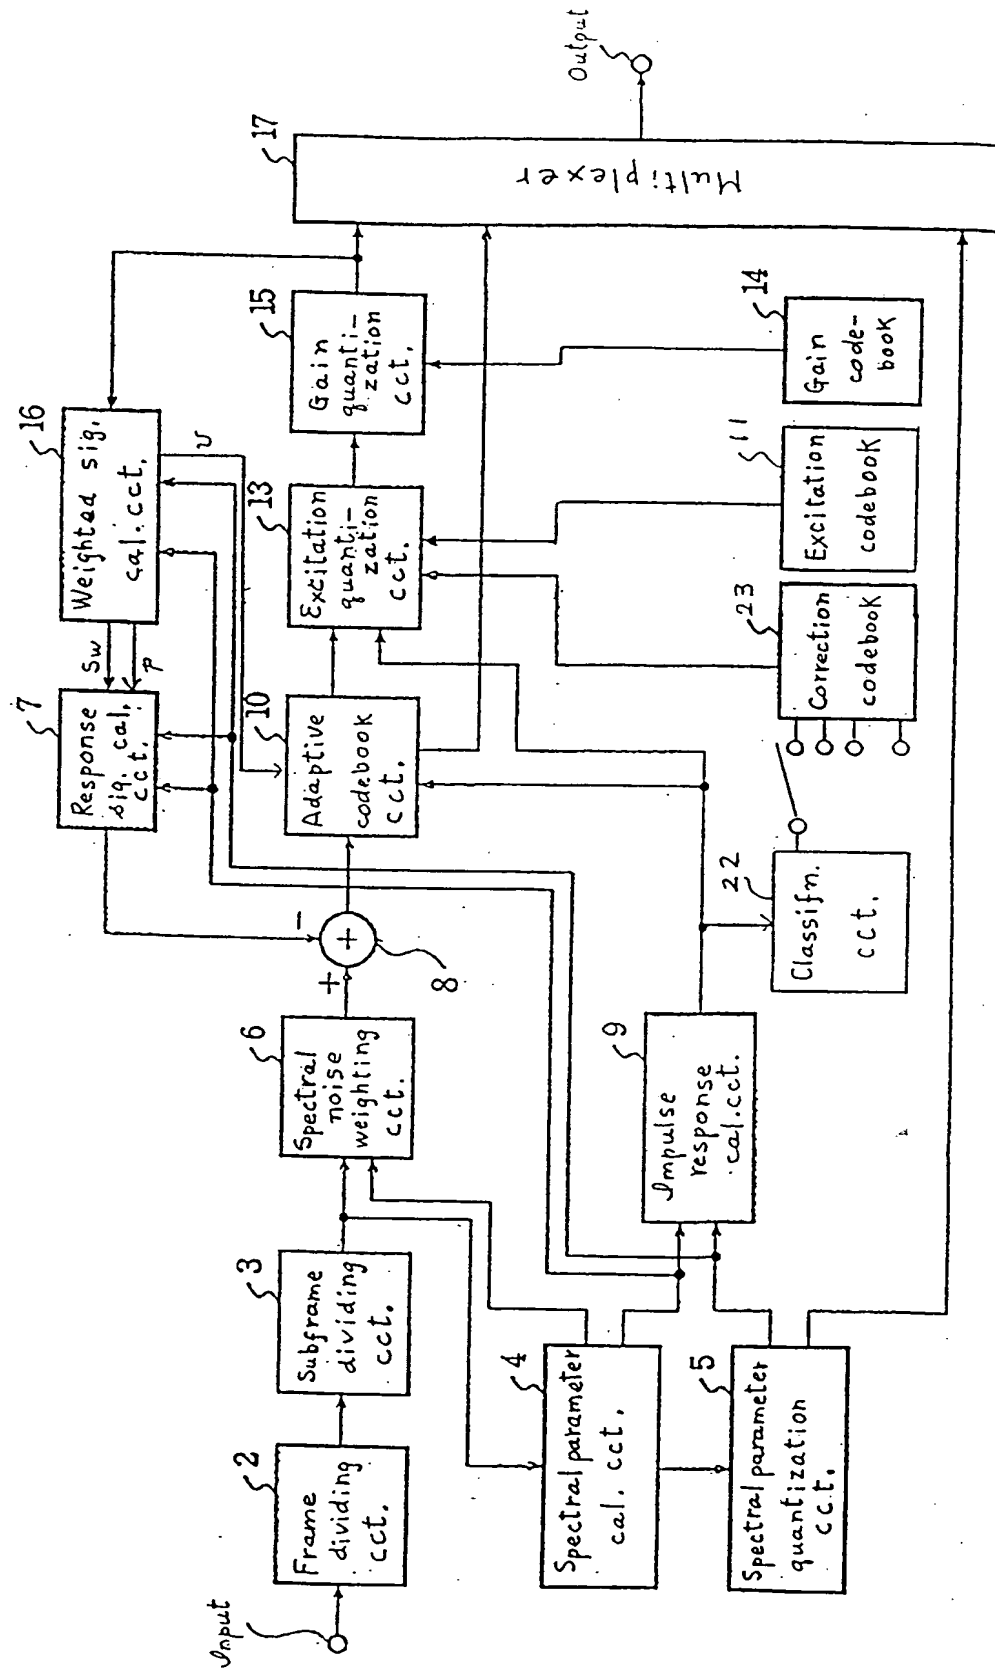 Input
2
Frame
dividing
cct.
3
Subframe
dividing
cct.
6
Spectral
noise
weighting
cct.
+
-
+
8
7
Response
sig. cal.
cct.
Sw
p
16
Weighted sig.
cal. cct.
v
10
Adaptive
codebook
cct.
13
Excitation
quanti-
zation
cct.
15
Gain
quanti-
zation
cct.
17
Multiplexer
Output
4
Spectral parameter
cal. cct.
5
Spectral parameter
quantization
cct.
9
Impulse
response
cal. cct.
22
Classifn.
cct.
23
Correction
codebook
11
Excitation
codebook
14
Gain
code-
book